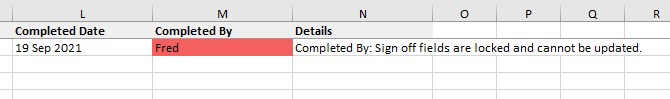 L M N O P Q R
Completed Date Completed By Details
19 Sep 2021 Fred Completed By: Sign off fields are locked and cannot be updated.